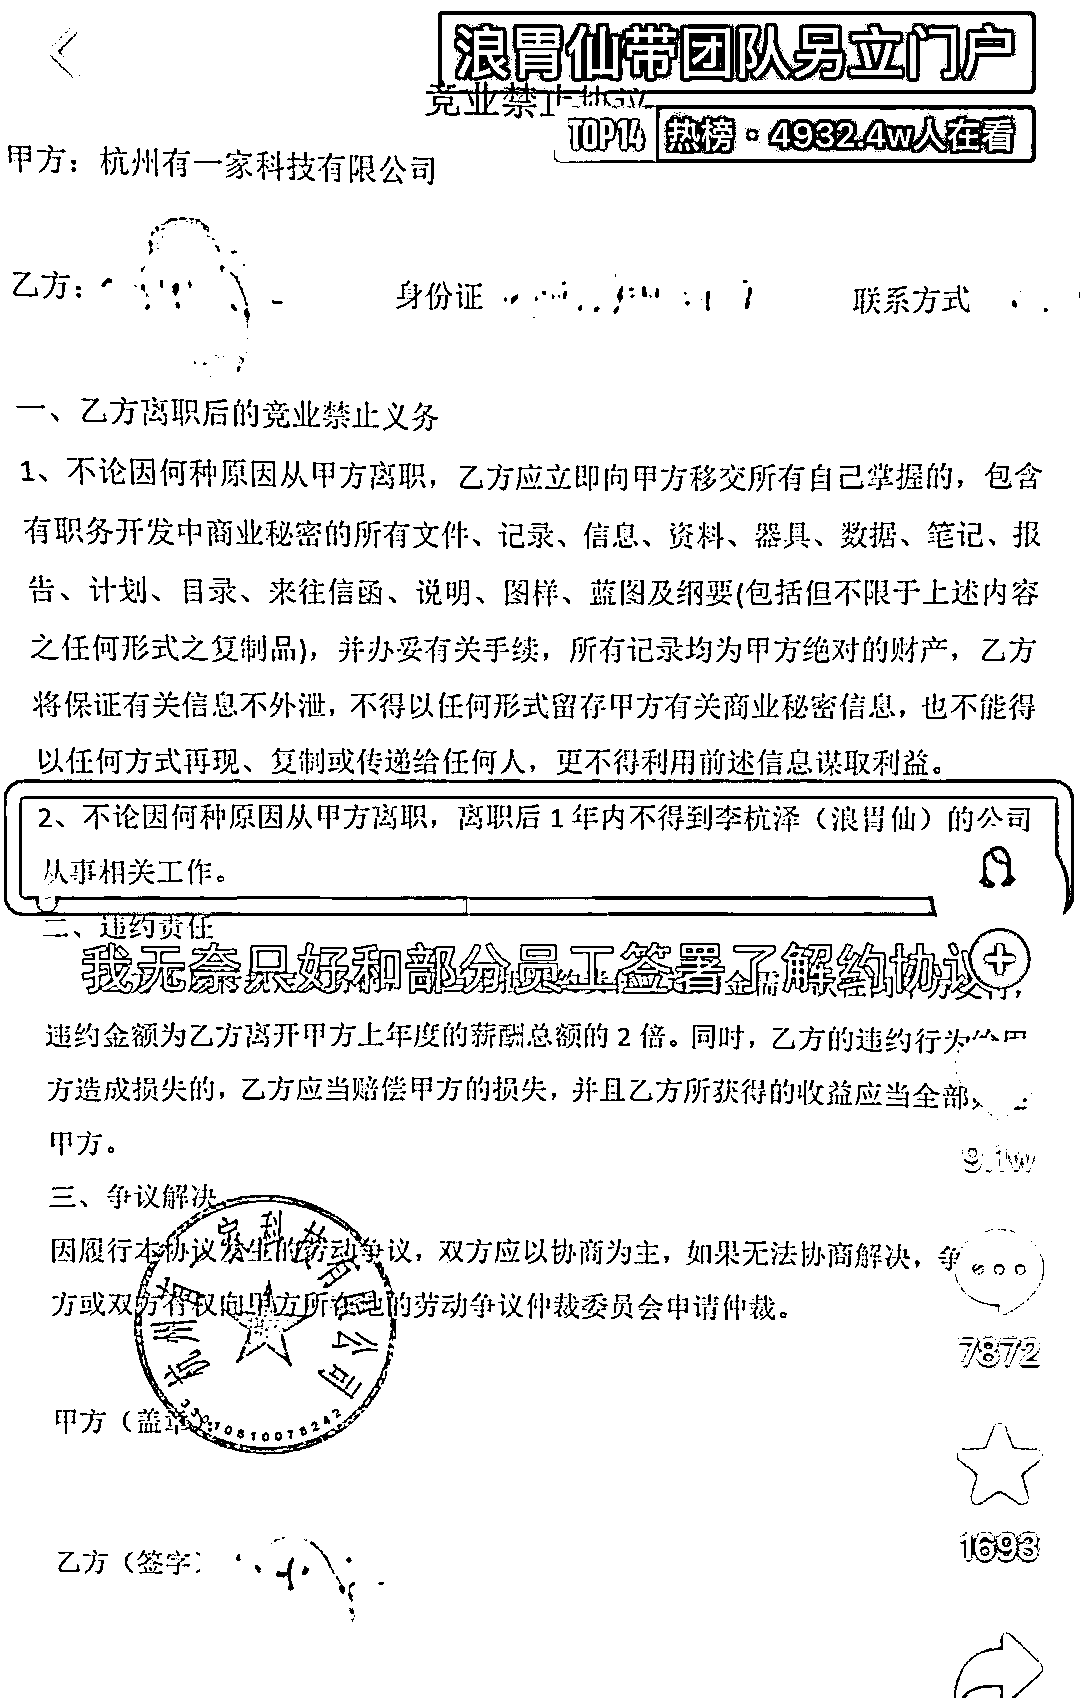 浪胃仙带团队另立门户
竞业禁止协议
TOP14 热榜·4932.4w人在看
甲方：杭州有一家科技有限公司
乙方： 身份证 联系方式
一、乙方离职后的竞业禁止义务
1、不论因何种原因从甲方离职，乙方应立即向甲方移交所有自己掌握的，包含
有职务开发中商业秘密的所有文件、记录、信息、资料、器具、数据、笔记、报
告、计划、目录、来往信函、说明、图样、蓝图及纲要(包括但不限于上述内容
之任何形式之复制品)，并办妥有关手续，所有记录均为甲方绝对的财产，乙方
将保证有关信息不外泄，不得以任何形式留存甲方有关商业秘密信息，也不能得
以任何方式再现、复制或传递给任何人，更不得利用前述信息谋取利益。
2、不论因何种原因从甲方离职，离职后 1 年内不得到李杭泽（浪胃仙）的公司
从事相关工作。
二、违约责任
我无奈只好和部分员工签署了解约协议
违约金额为乙方离开甲方上年度的薪酬总额的 2 倍。同时，乙方的违约行为给甲
方造成损失的，乙方应当赔偿甲方的损失，并且乙方所获得的收益应当全部
甲方。
9.1w
三、争议解决
因履行本协议发生的劳动争议，双方应以协商为主，如果无法协商解决，争
方或双方有权向甲方所在地的劳动争议仲裁委员会申请仲裁。
7872
杭州有一家科技有限公司
33010810078242
甲方（盖章）：
1693
乙方（签字）